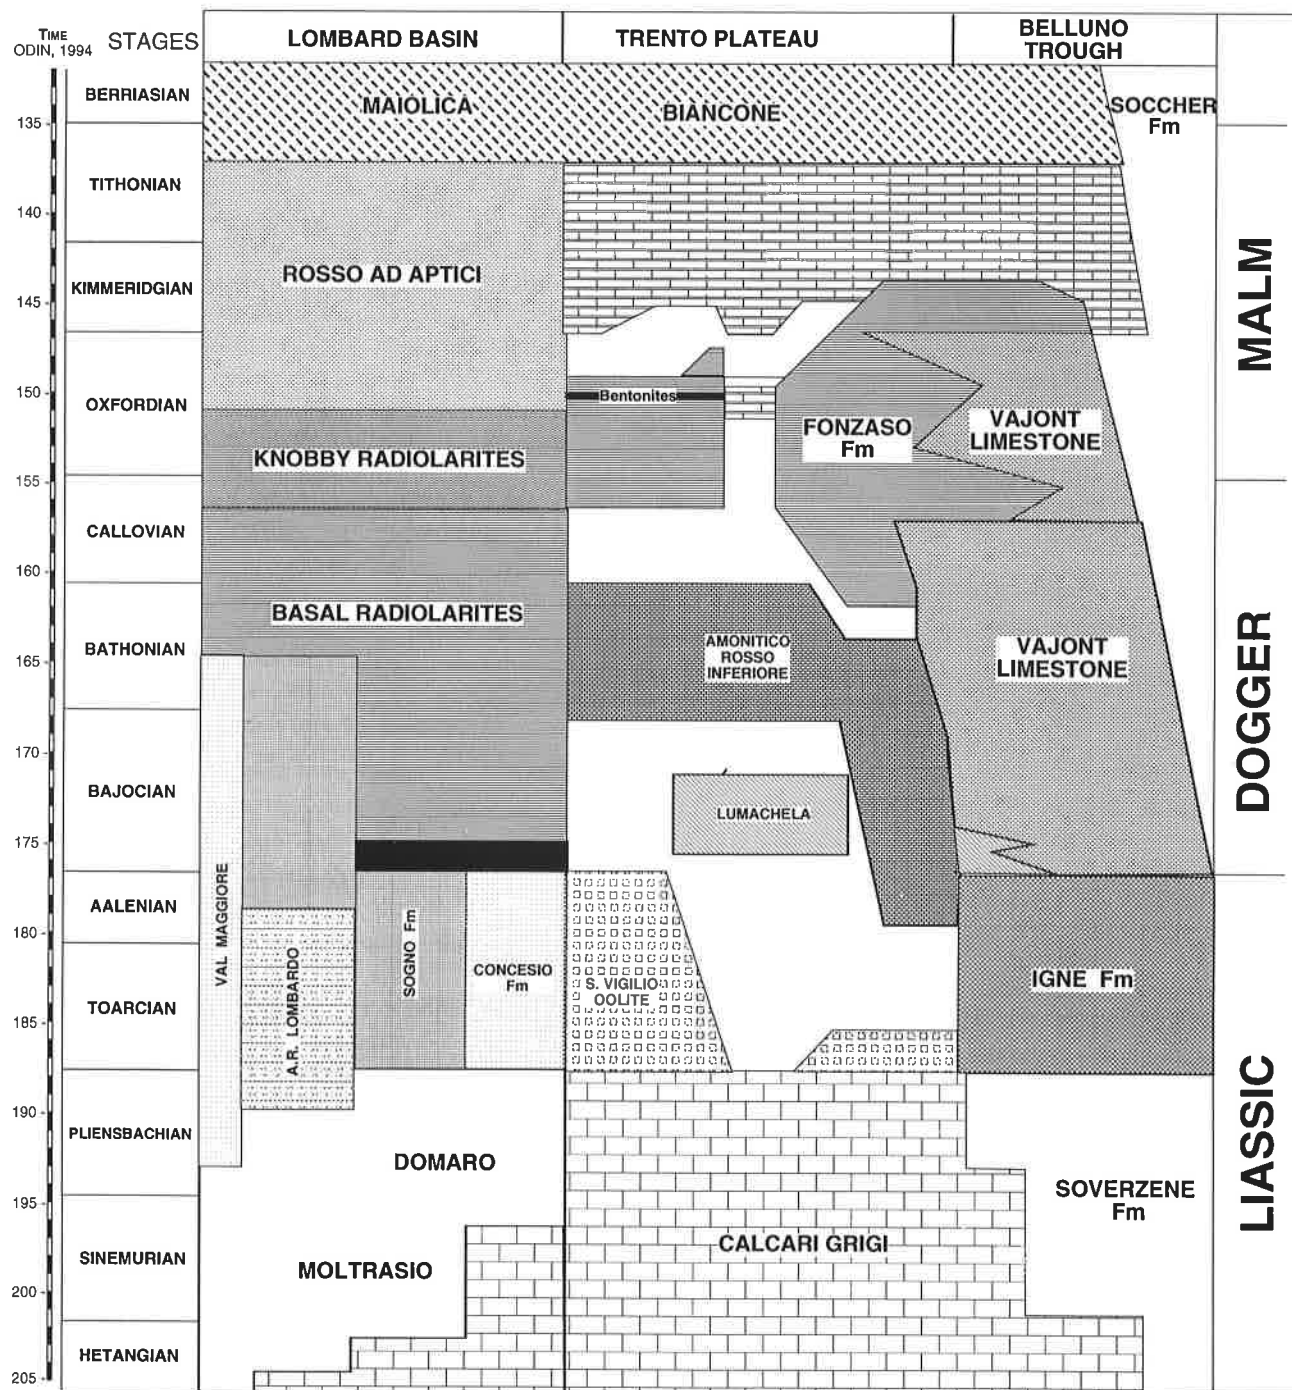 TIME
ODIN, 1994
STAGES
LOMBARD BASIN
TRENTO PLATEAU
BELLUNO
TROUGH
BERRIASIAN
MAIOLICA
BIANCONE
SOCCHER
Fm
135
TITHONIAN
140
ROSSO AD APTICI
KIMMERIDGIAN
145
MALM
OXFORDIAN
150
Bentonites
FONZASO
Fm
VAJONT
LIMESTONE
KNOBBY RADIOLARITES
155
CALLOVIAN
160
BASAL RADIOLARITES
BATHONIAN
AMONITICO
ROSSO
INFERIORE
VAJONT
LIMESTONE
165
DOGGER
170
BAJOCIAN
LUMACHELA
175
VAL MAGGIORE
AALENIAN
180
A.R. LOMBARDO
SOGNO Fm
CONCESIO
Fm
S. VIGILIO
OOLITE
IGNE Fm
TOARCIAN
185
190
PLIENSBACHIAN
DOMARO
LIASSIC
195
SOVERZENE
Fm
SINEMURIAN
MOLTRASIO
CALCARI GRIGI
200
HETANGIAN
205